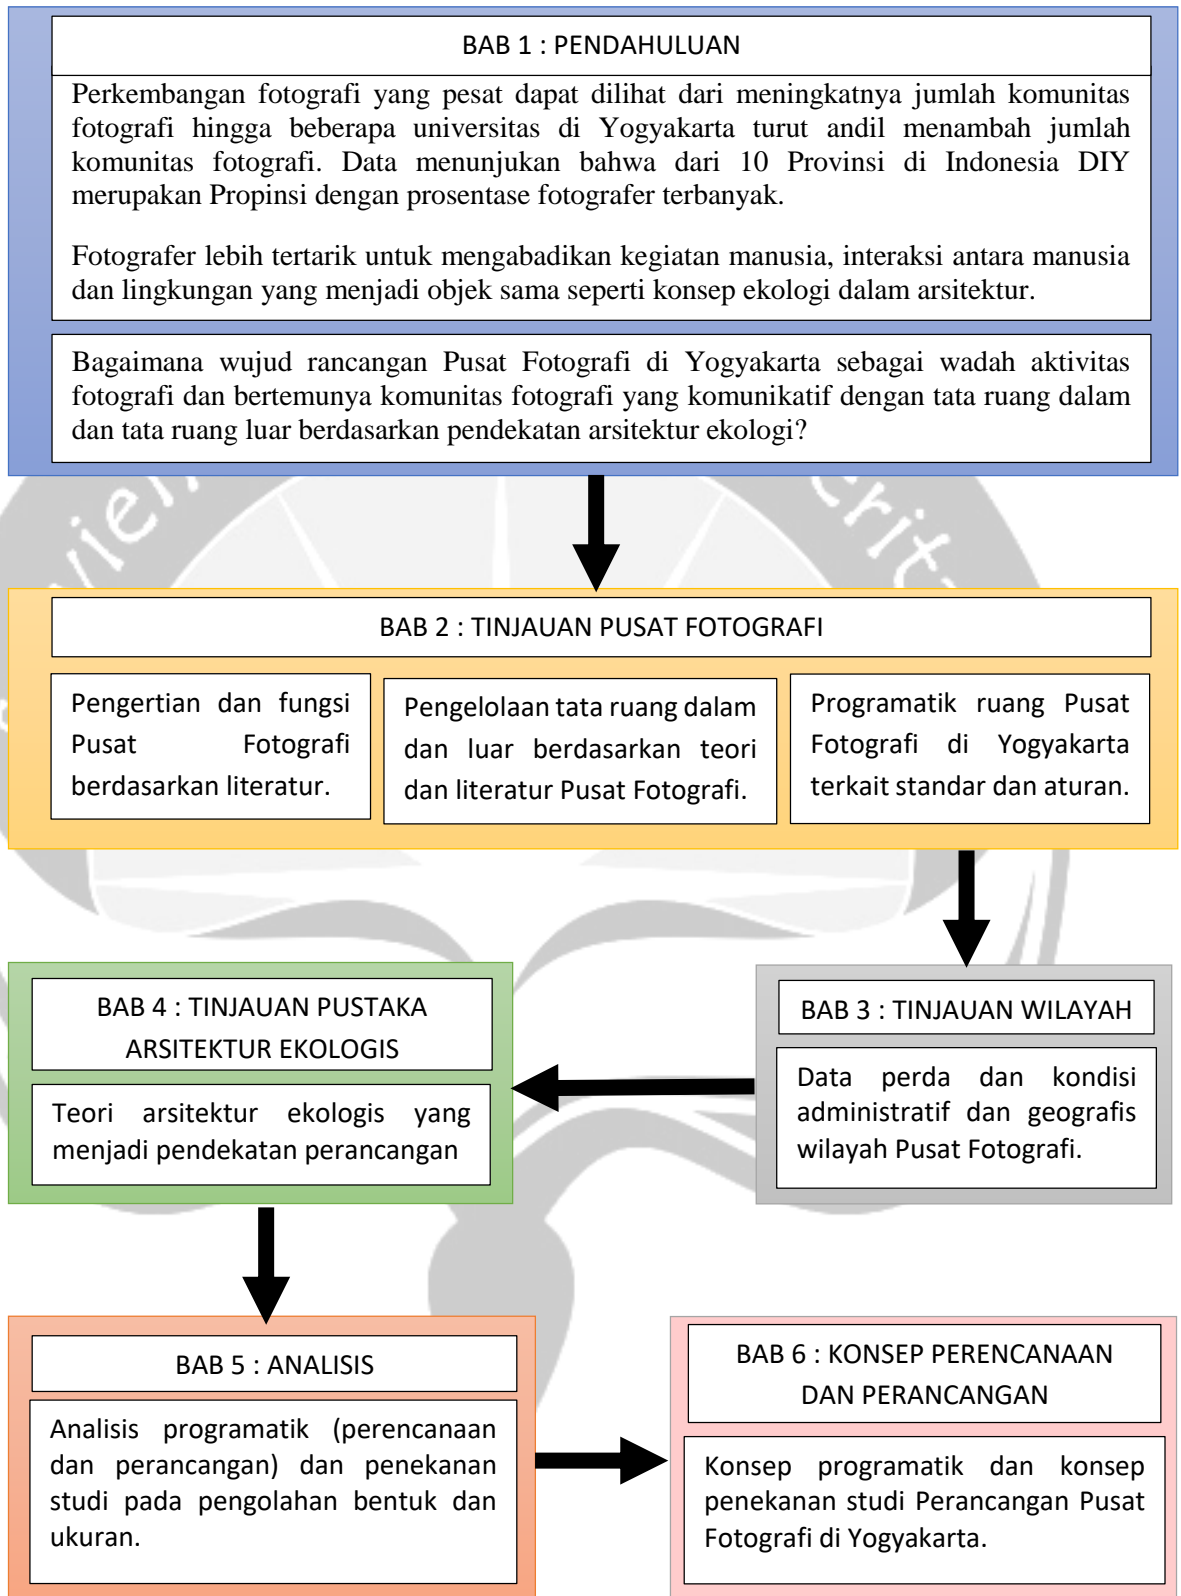 BAB 1 : PENDAHULUAN
Perkembangan fotografi yang pesat dapat dilihat dari meningkatnya jumlah komunitas
fotografi hingga beberapa universitas di Yogyakarta turut andil menambah jumlah
komunitas fotografi. Data menunjukan bahwa dari 10 Provinsi di Indonesia DIY
merupakan Propinsi dengan prosentase fotografer terbanyak.
Fotografer lebih tertarik untuk mengabadikan kegiatan manusia, interaksi antara manusia
dan lingkungan yang menjadi objek sama seperti konsep ekologi dalam arsitektur.
Bagaimana wujud rancangan Pusat Fotografi di Yogyakarta sebagai wadah aktivitas
fotografi dan bertemunya komunitas fotografi yang komunikatif dengan tata ruang dalam
dan tata ruang luar berdasarkan pendekatan arsitektur ekologi?
BAB 2 : TINJAUAN PUSAT FOTOGRAFI
Pengertian dan fungsi
Pusat Fotografi
berdasarkan literatur.
Pengelolaan tata ruang dalam
dan luar berdasarkan teori
dan literatur Pusat Fotografi.
Programatik ruang Pusat
Fotografi di Yogyakarta
terkait standar dan aturan.
BAB 3 : TINJAUAN WILAYAH
Data perda dan kondisi
administratif dan geografis
wilayah Pusat Fotografi.
BAB 4 : TINJAUAN PUSTAKA
ARSITEKTUR EKOLOGIS
Teori arsitektur ekologis yang
menjadi pendekatan perancangan
BAB 5 : ANALISIS
Analisis programatik (perencanaan
dan perancangan) dan penekanan
studi pada pengolahan bentuk dan
ukuran.
BAB 6 : KONSEP PERENCANAAN
DAN PERANCANGAN
Konsep programatik dan konsep
penekanan studi Perancangan Pusat
Fotografi di Yogyakarta.